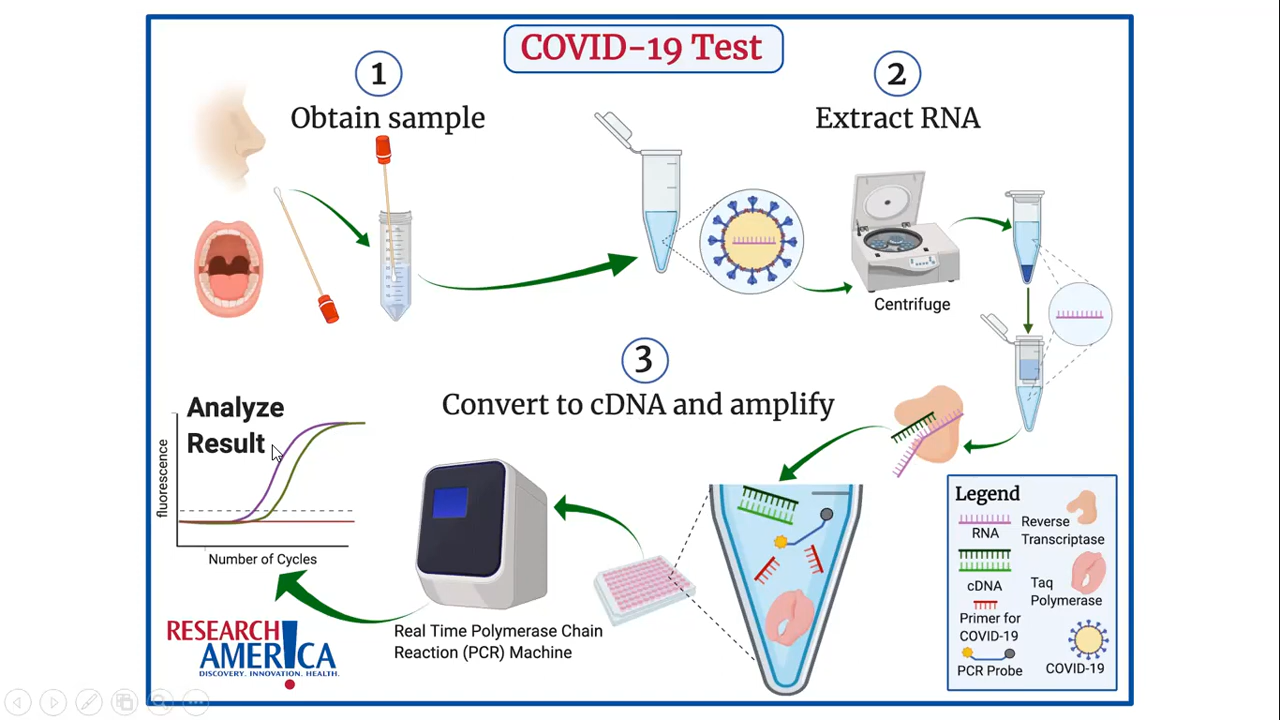 COVID-19 Test
1
Obtain sample
2
Extract RNA
Centrifuge
3
Convert to cDNA and amplify
Analyze
Result
fluorescence
Number of Cycles
Real Time Polymerase Chain
Reaction (PCR) Machine
Legend
RNA
Reverse
Transcriptase
cDNA
Taq
Polymerase
Primer for
COVID-19
PCR Probe
COVID-19
RESEARCH!
AMERICA
DISCOVERY. INNOVATION. HEALTH.